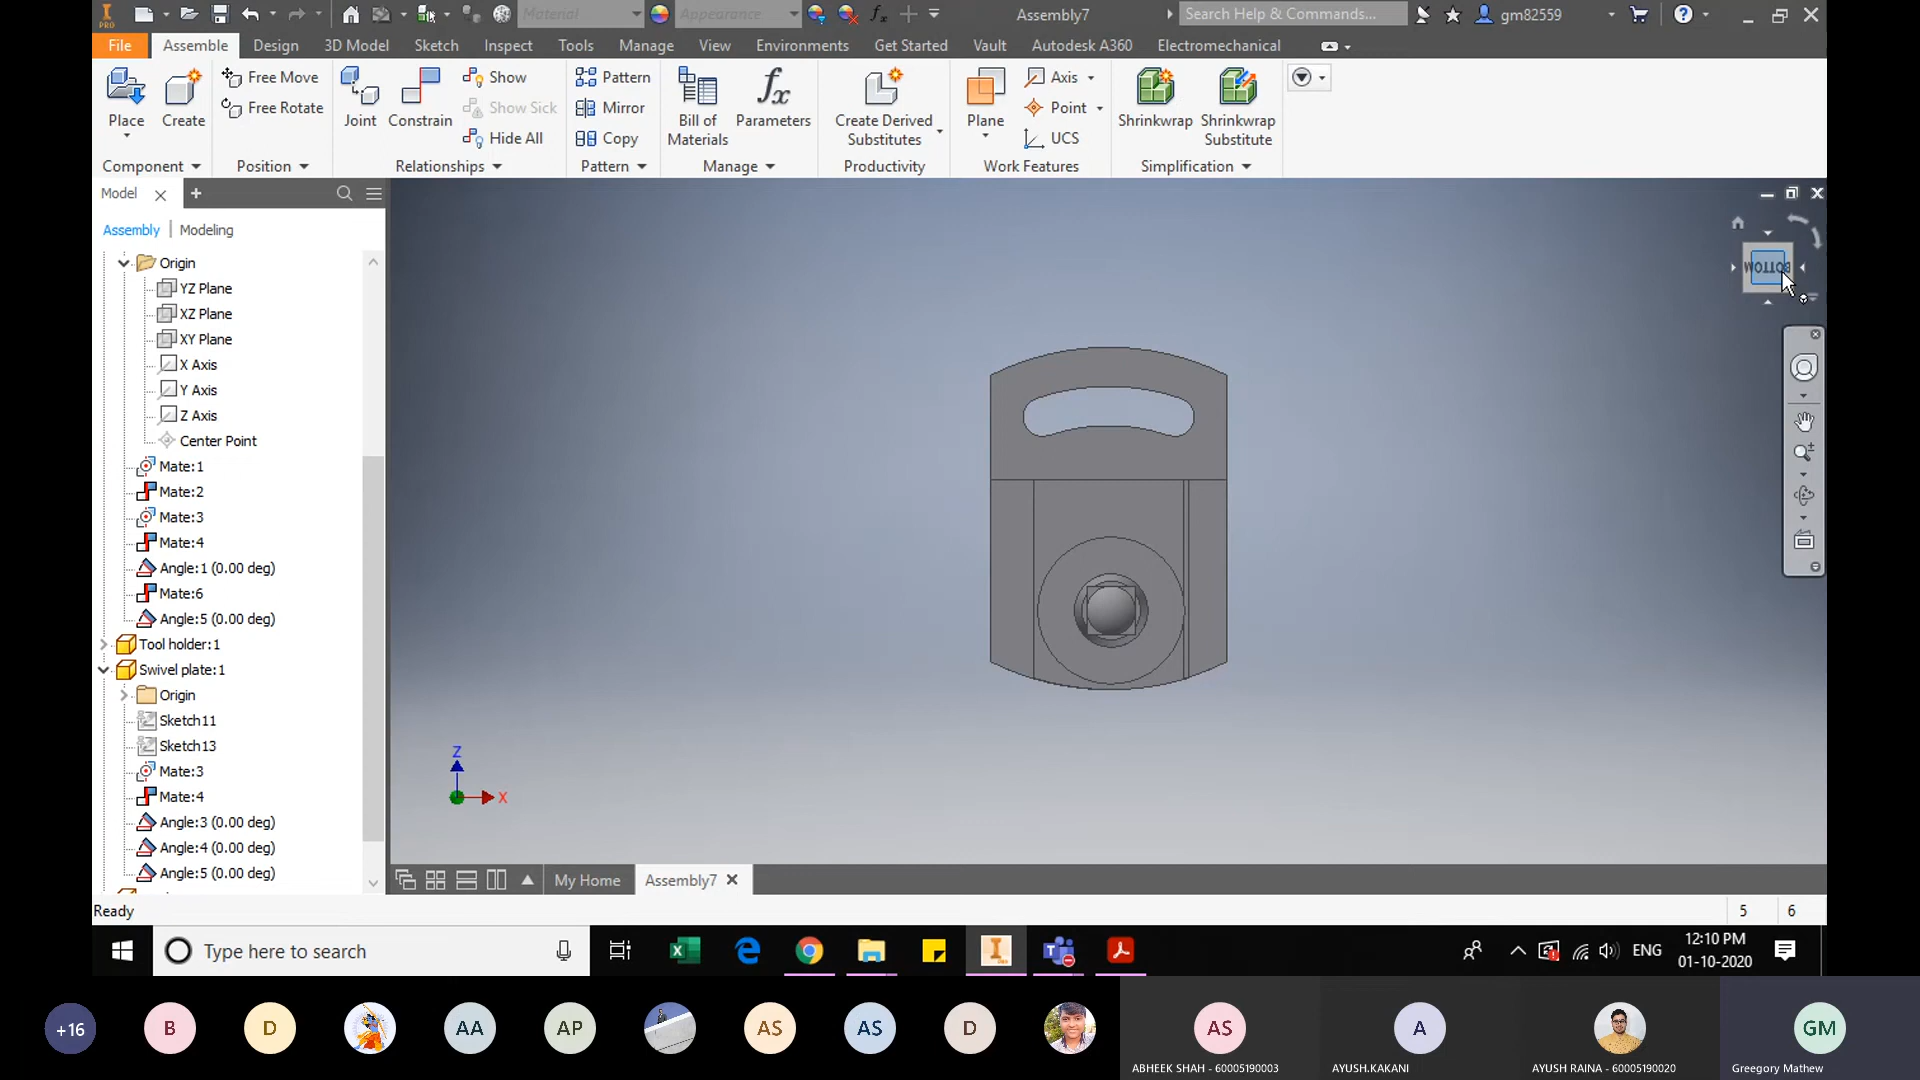 PRO
Material
Appearance
fx
Assembly7
Search Help & Commands...
gm82559
File
Assemble
Design
3D Model
Sketch
Inspect
Tools
Manage
View
Environments
Get Started
Vault
Autodesk A360
Electromechanical
Place
Create
Free Move
Free Rotate
Joint
Constrain
Show
Show Sick
Hide All
Pattern
Mirror
Copy
Bill of
Materials
fx
Parameters
Create Derived
Substitutes
Plane
Axis
Point
UCS
Shrinkwrap
Shrinkwrap
Substitute
Component
Position
Relationships
Pattern
Manage
Productivity
Work Features
Simplification
Model
Assembly
Modeling
BOTTOM
Origin
YZ Plane
XZ Plane
XY Plane
X Axis
Y Axis
Z Axis
Center Point
Mate:1
Mate:2
Mate:3
Mate:4
Angle:1 (0.00 deg)
Mate:6
Angle:5 (0.00 deg)
Tool holder:1
Swivel plate:1
Origin
Sketch11
Sketch13
Mate:3
Mate:4
Angle:3 (0.00 deg)
Angle:4 (0.00 deg)
Angle:5 (0.00 deg)
Z
X
My Home
Assembly7
Ready
5
6
Type here to search
ENG
12:10 PM
01-10-2020
+16
B
D
AA
AP
AS
AS
D
AS
A
GM
ABHEEK SHAH - 60005190003
AYUSH.KAKANI
AYUSH RAINA - 60005190020
Greegory Mathew